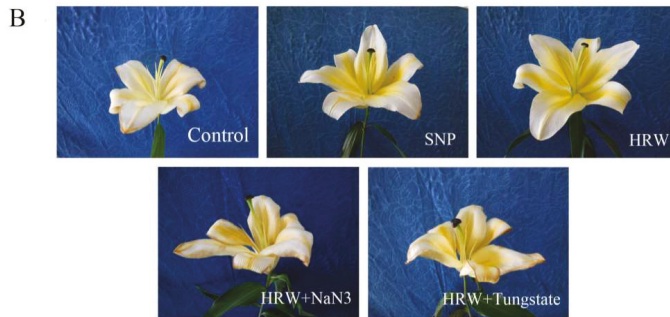 B
Control
SNP
HRW
HRW+NaN3
HRW+Tungstate